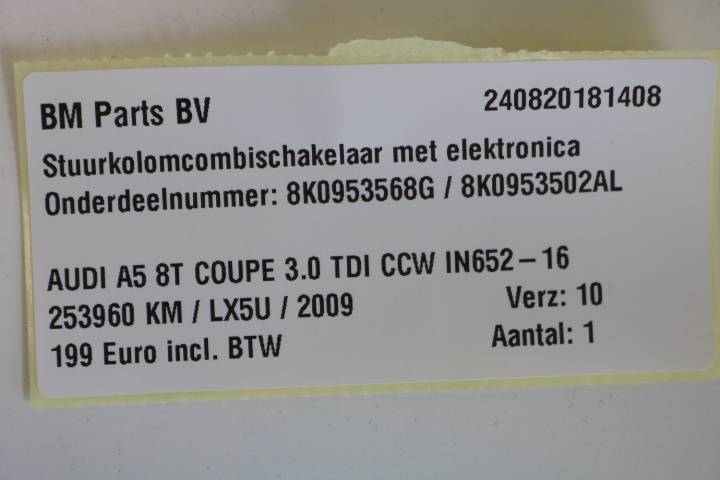 BM Parts BV 240820181408
Stuurkolomcombischakelaar met elektronica
Onderdeelnummer: 8K0953568G / 8K0953502AL
AUDI A5 8T COUPE 3.0 TDI CCW IN652-16
253960 KM / LX5U / 2009 Verz: 10
199 Euro incl. BTW Aantal: 1